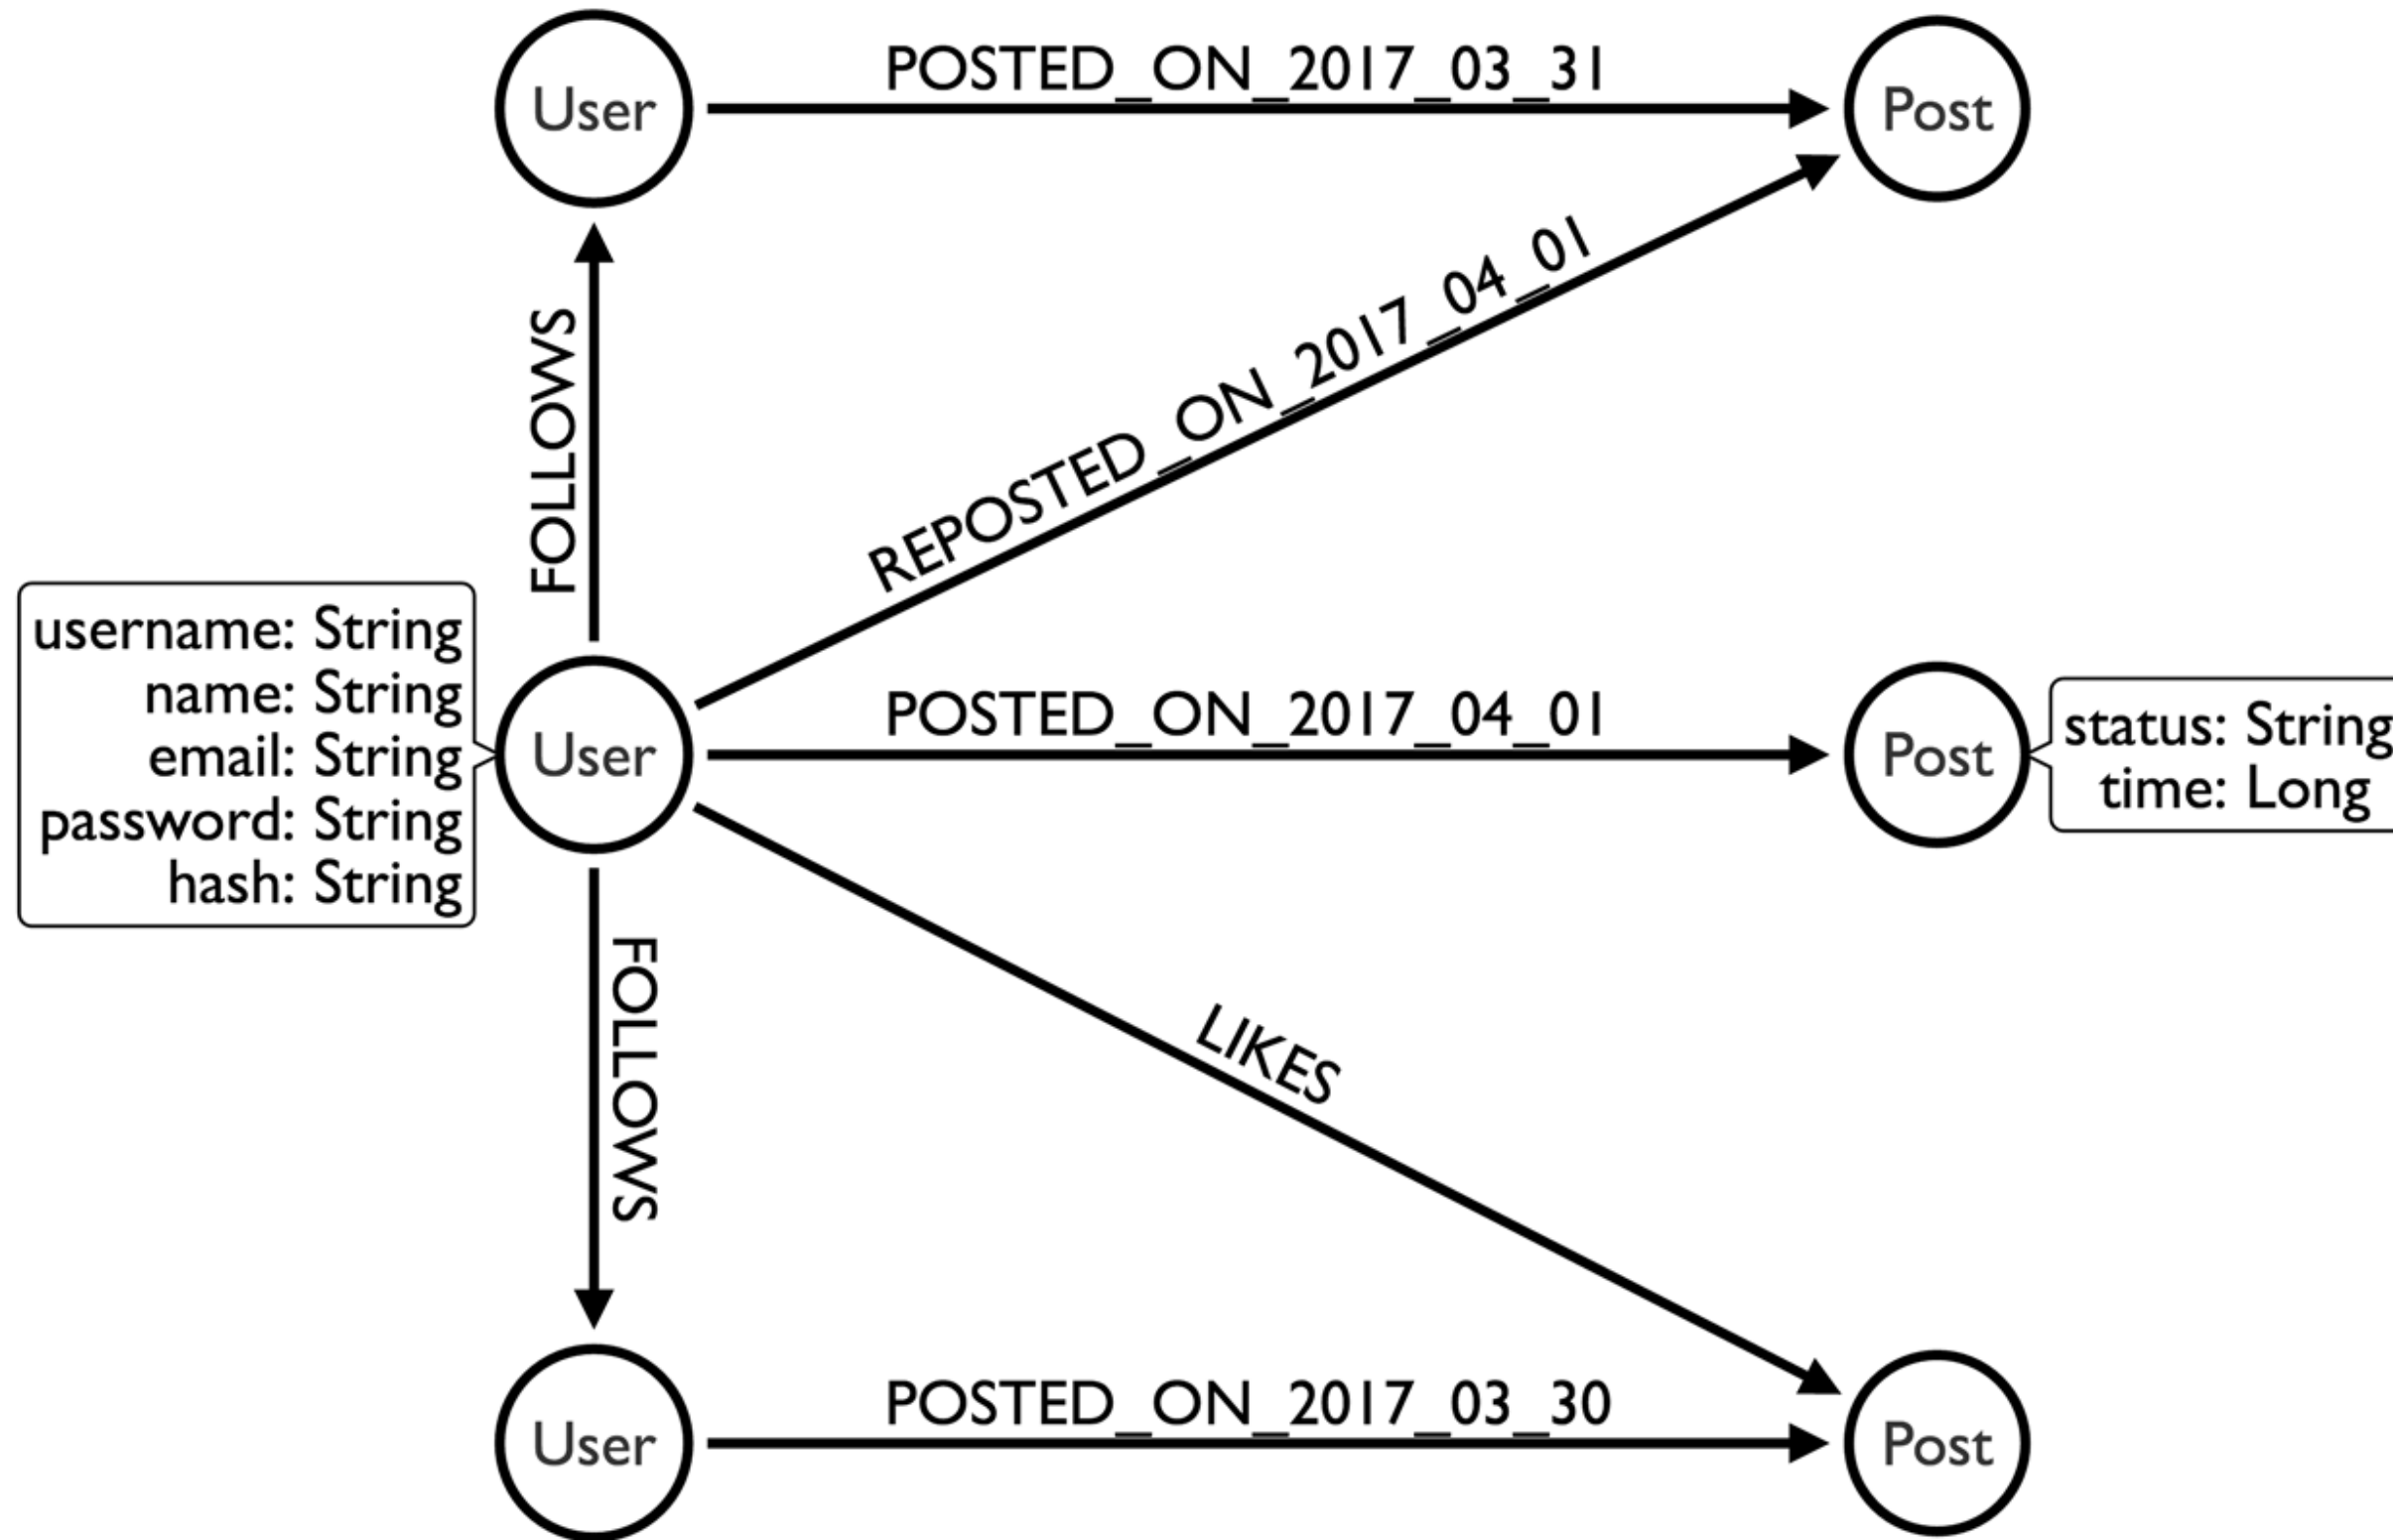 User
POSTED_ON_2017_03_31
Post
FOLLOWS
REPOSTED_ON_2017_04_01
username: String
name: String
email: String
password: String
hash: String
User
POSTED_ON_2017_04_01
Post
status: String
time: Long
FOLLOWS
LIKES
User
POSTED_ON_2017_03_30
Post